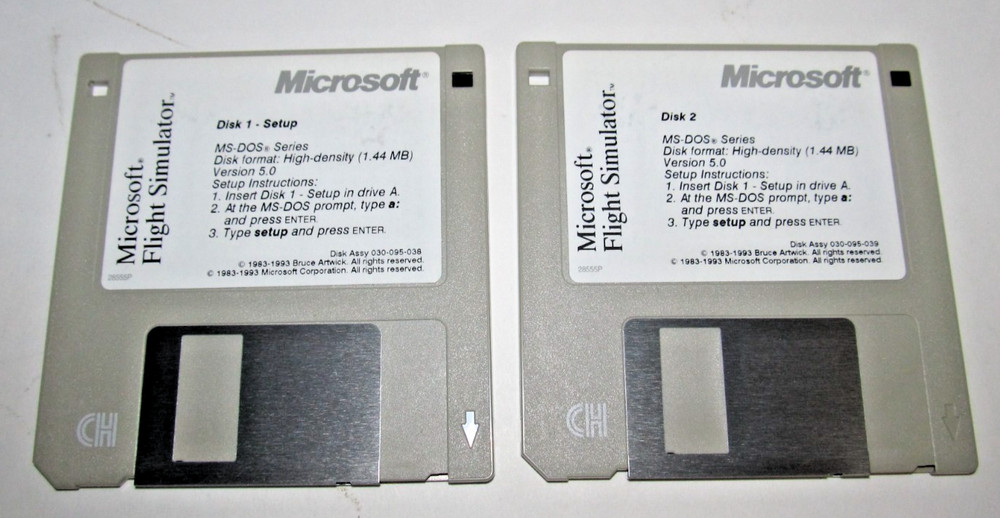 Microsoft®
Microsoft®
Flight Simulator™
Disk 1 - Setup
MS-DOS® Series
Disk format: High-density (1.44 MB)
Version 5.0
Setup Instructions:
1. Insert Disk 1 - Setup in drive A.
2. At the MS-DOS prompt, type a:
and press ENTER.
3. Type setup and press ENTER.
Disk Assy 030-095-038
© 1983-1993 Bruce Artwick. All rights reserved.
© 1983-1993 Microsoft Corporation. All rights reserved.
28555P
CH
Microsoft®
Microsoft®
Flight Simulator™
Disk 2
MS-DOS® Series
Disk format: High-density (1.44 MB)
Version 5.0
Setup Instructions:
1. Insert Disk 1 - Setup in drive A.
2. At the MS-DOS prompt, type a:
and press ENTER.
3. Type setup and press ENTER.
Disk Assy 030-095-039
© 1983-1993 Bruce Artwick. All rights reserved.
© 1983-1993 Microsoft Corporation. All rights reserved.
28555P
CH